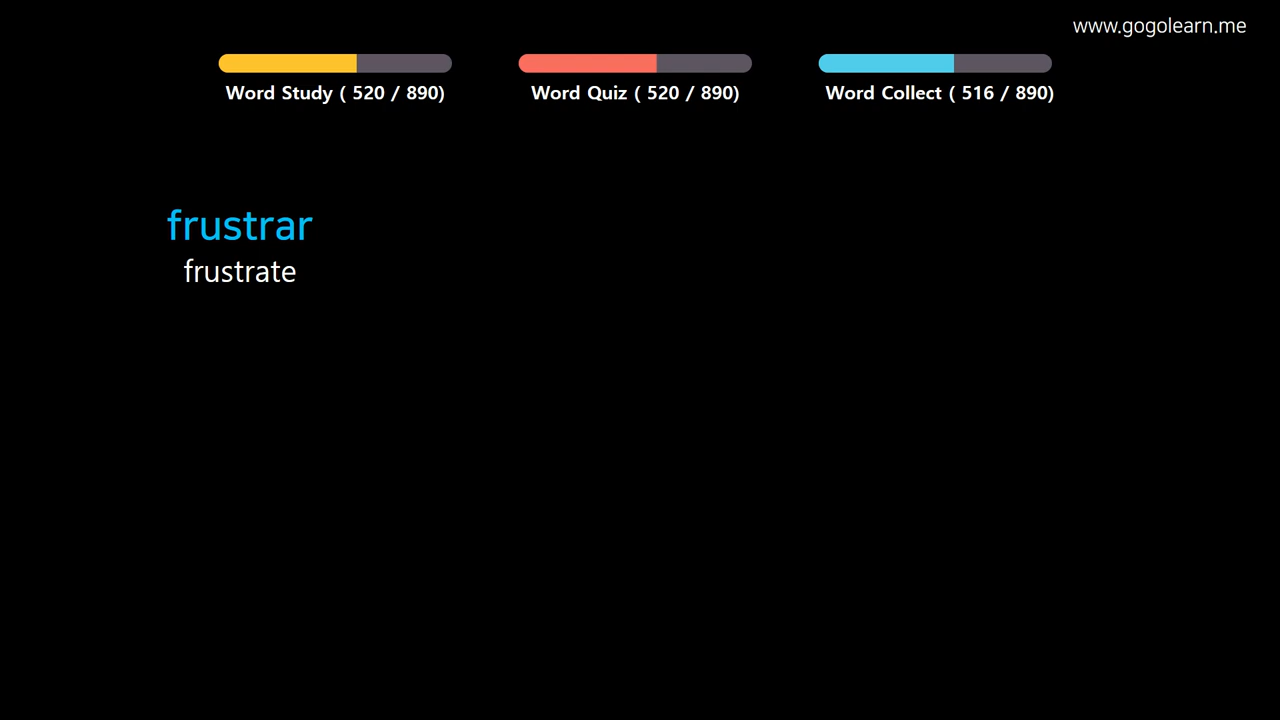 www.gogolearn.me
Word Study ( 520 / 890)
Word Quiz ( 520 / 890)
Word Collect ( 516 / 890)
frustrar
frustrate